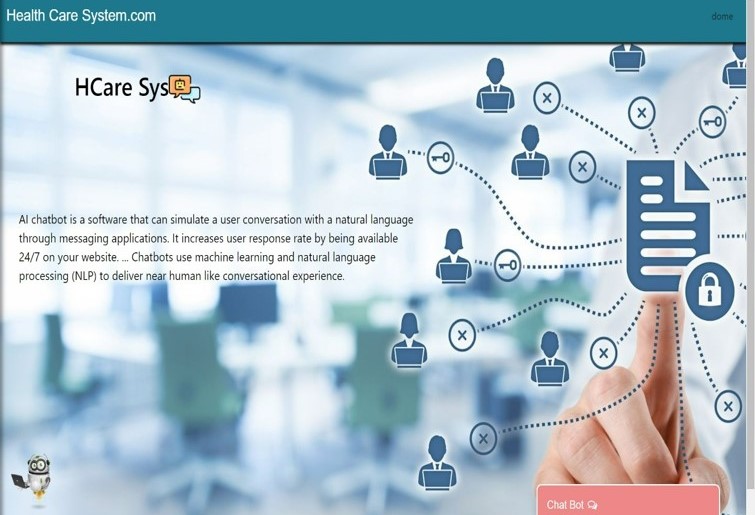 Health Care System.com
dome
HCare Sys
AI chatbot is a software that can simulate a user conversation with a natural language
through messaging applications. It increases user response rate by being available
24/7 on your website. ... Chatbots use machine learning and natural language
processing (NLP) to deliver near human like conversational experience.
Chat Bot